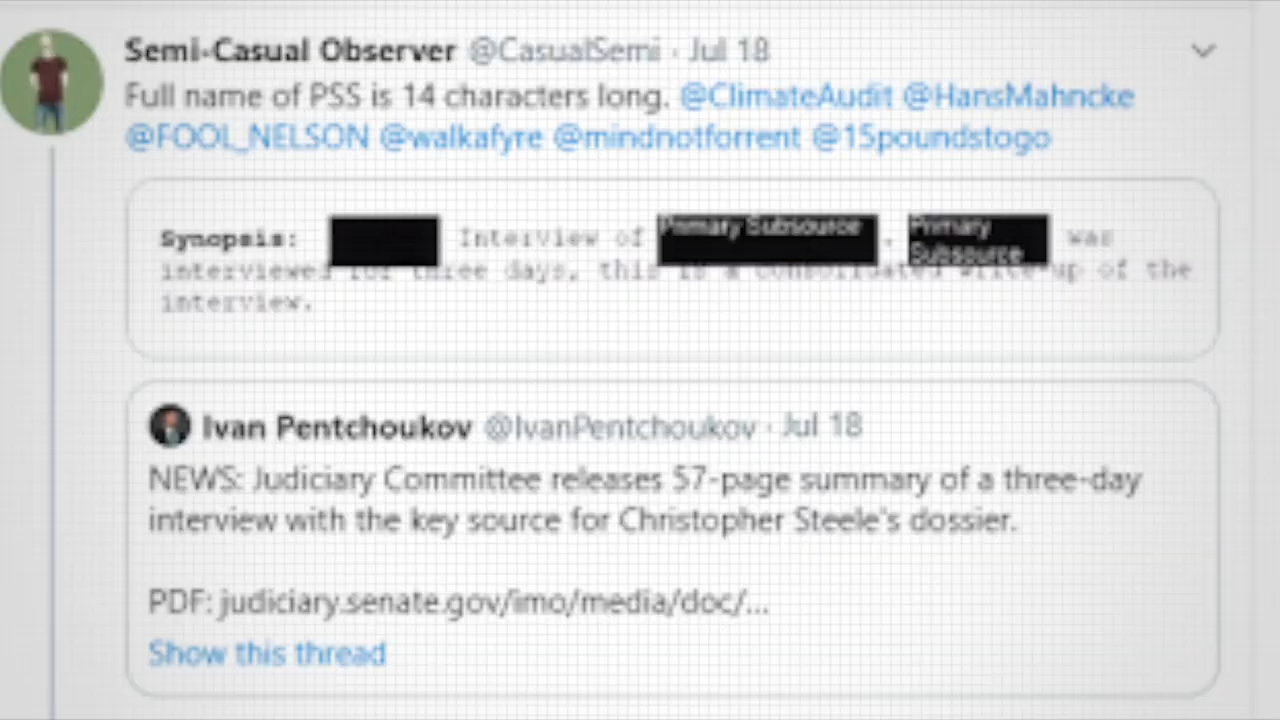 Semi-Casual Observer @CasualSemi · Jul 18
Full name of PSS is 14 characters long. @ClimateAudit @HansMahncke
@FOOL_NELSON @walkafyre @mindnotforrent @15poundstogo
Synopsis: Interview of Primary Subsource . Primary Subsource was
interviewed for three days, this is a consolidated write-up of the
interview.
Ivan Pentchoukov @IvanPentchoukov · Jul 18
NEWS: Judiciary Committee releases 57-page summary of a three-day
interview with the key source for Christopher Steele's dossier.
PDF: judiciary.senate.gov/imo/media/doc/...
Show this thread